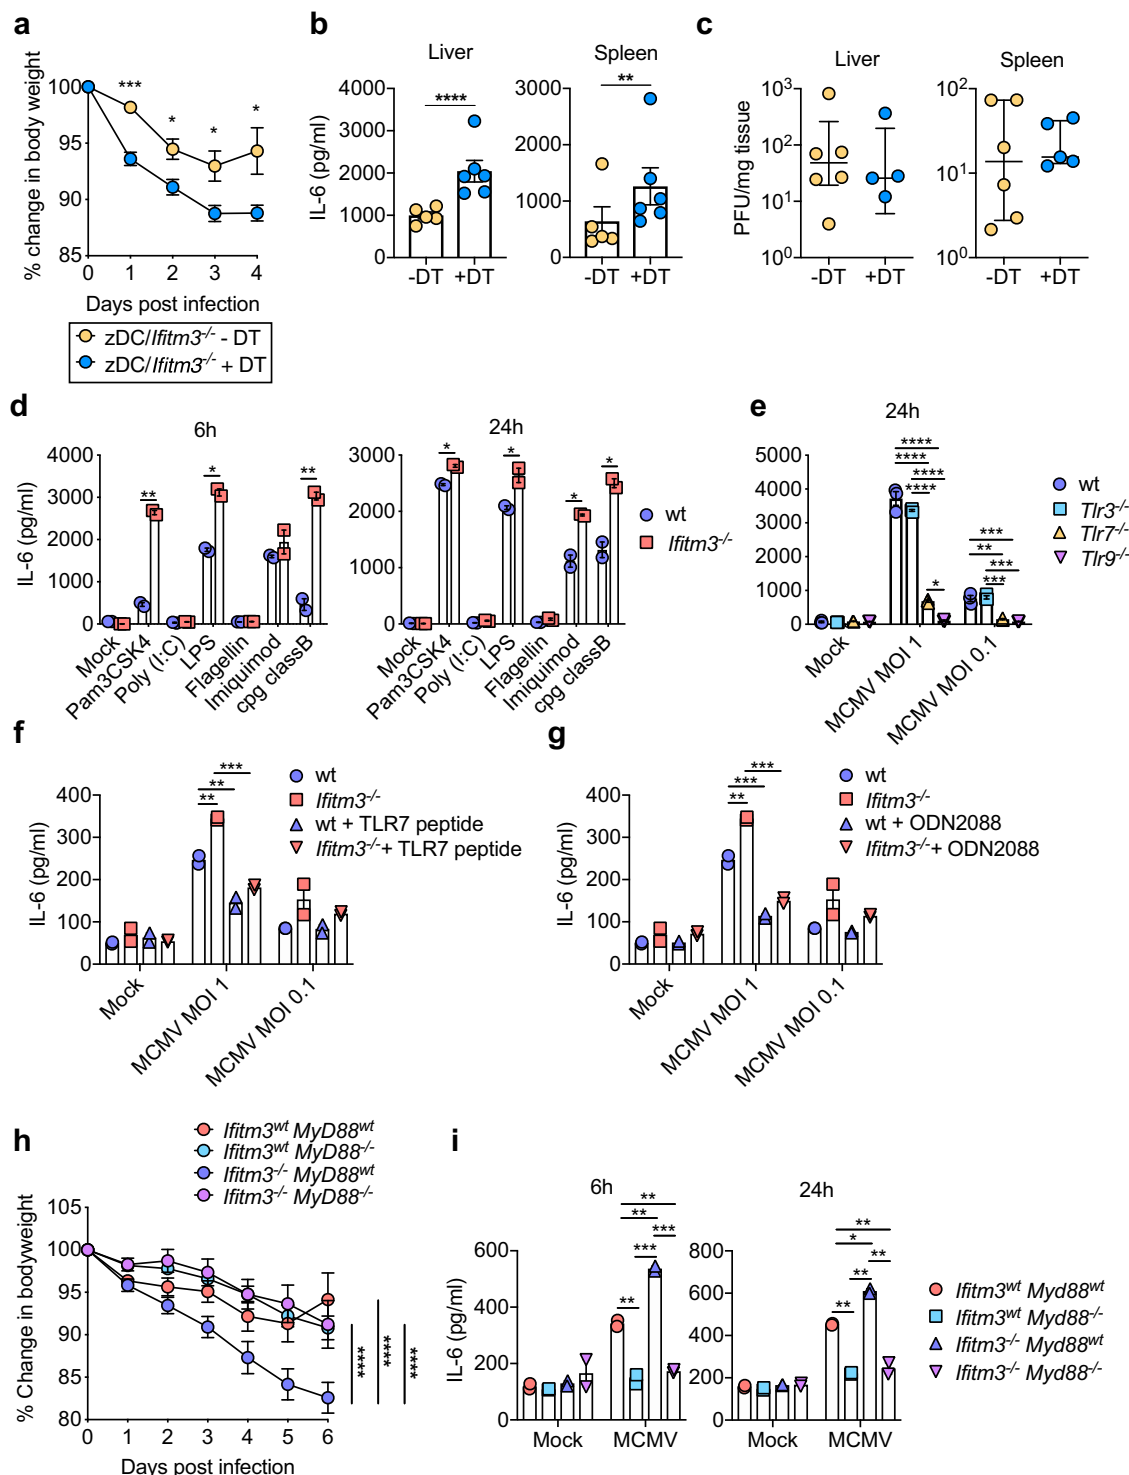 a
% change in body weight
100
95
90
85
***
*
*
*
0 1 2 3 4
Days post infection
zDC/Ifitm3-/- - DT
zDC/Ifitm3-/- + DT
b
Liver
IL-6 (pg/ml)
4000
3000
2000
1000
0
****
-DT +DT
Spleen
3000
2000
1000
0
**
-DT +DT
c
Liver
PFU/mg tissue
10³
10²
10¹
10⁰
-DT +DT
Spleen
10²
10¹
10⁰
-DT +DT
d
6h
IL-6 (pg/ml)
4000
3000
2000
1000
0
** * **
Mock
Pam3CSK4
Poly (I:C)
LPS
Flagellin
Imiquimod
cpg classB
24h
3000
2000
1000
0
* * * *
Mock
Pam3CSK4
Poly (I:C)
LPS
Flagellin
Imiquimod
cpg classB
wt
Ifitm3-/-
e
24h
5000
4000
3000
2000
1000
0
****
****
****
****
*
***
**
***
***
Mock
MCMV MOI 1
MCMV MOI 0.1
wt
Tlr3-/-
Tlr7-/-
Tlr9-/-
f
IL-6 (pg/ml)
400
300
200
100
0
***
**
**
Mock
MCMV MOI 1
MCMV MOI 0.1
wt
Ifitm3-/-
wt + TLR7 peptide
Ifitm3-/- + TLR7 peptide
g
IL-6 (pg/ml)
400
300
200
100
0
***
***
**
Mock
MCMV MOI 1
MCMV MOI 0.1
wt
Ifitm3-/-
wt + ODN2088
Ifitm3-/- + ODN2088
h
Ifitm3wt MyD88wt
Ifitm3wt MyD88-/-
Ifitm3-/- MyD88wt
Ifitm3-/- MyD88-/-
% Change in bodyweight
105
100
95
90
85
80
****
****
****
0 1 2 3 4 5 6
Days post infection
i
6h
IL-6 (pg/ml)
600
400
200
0
**
**
***
***
**
Mock MCMV
24h
800
600
400
200
0
**
*
**
**
**
Mock MCMV
Ifitm3wt Myd88wt
Ifitm3wt Myd88-/-
Ifitm3-/- Myd88wt
Ifitm3-/- Myd88-/-